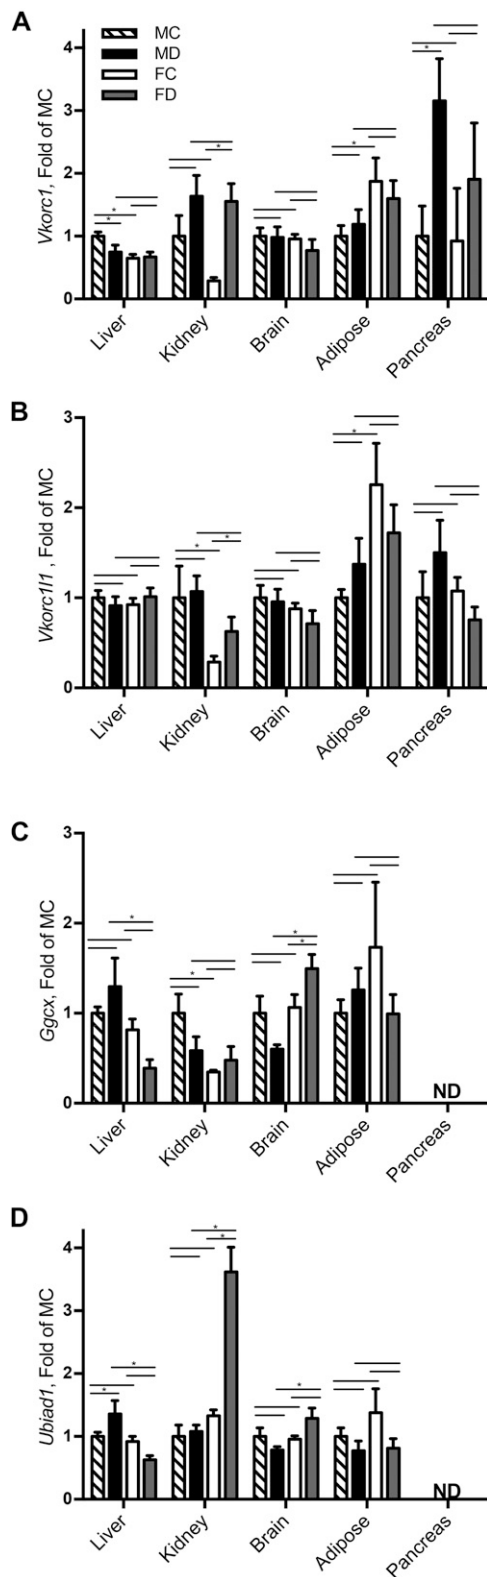 A
4
3
2
1
0
Vkorc1, Fold of MC
MC
MD
FC
FD
* * * * * *
Liver Kidney Brain Adipose Pancreas
B
3
2
1
0
Vkorc1l1 , Fold of MC
* * *
Liver Kidney Brain Adipose Pancreas
C
3
2
1
0
Ggcx, Fold of MC
* * * *
ND
Liver Kidney Brain Adipose Pancreas
D
4
3
2
1
0
Ubiad1, Fold of MC
* * * * *
ND
Liver Kidney Brain Adipose Pancreas